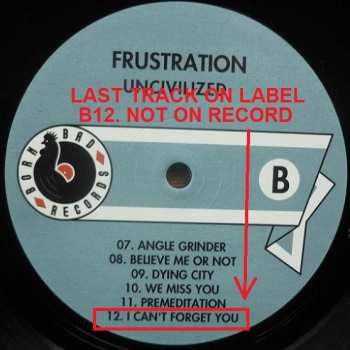 FRUSTRATION
UNCIVILIZED
LAST TRACK ON LABEL
B12. NOT ON RECORD
BORN BAD
RECORDS
B
07. ANGLE GRINDER
08. BELIEVE ME OR NOT
09. DYING CITY
10. WE MISS YOU
11. PREMEDITATION
12. I CAN'T FORGET YOU